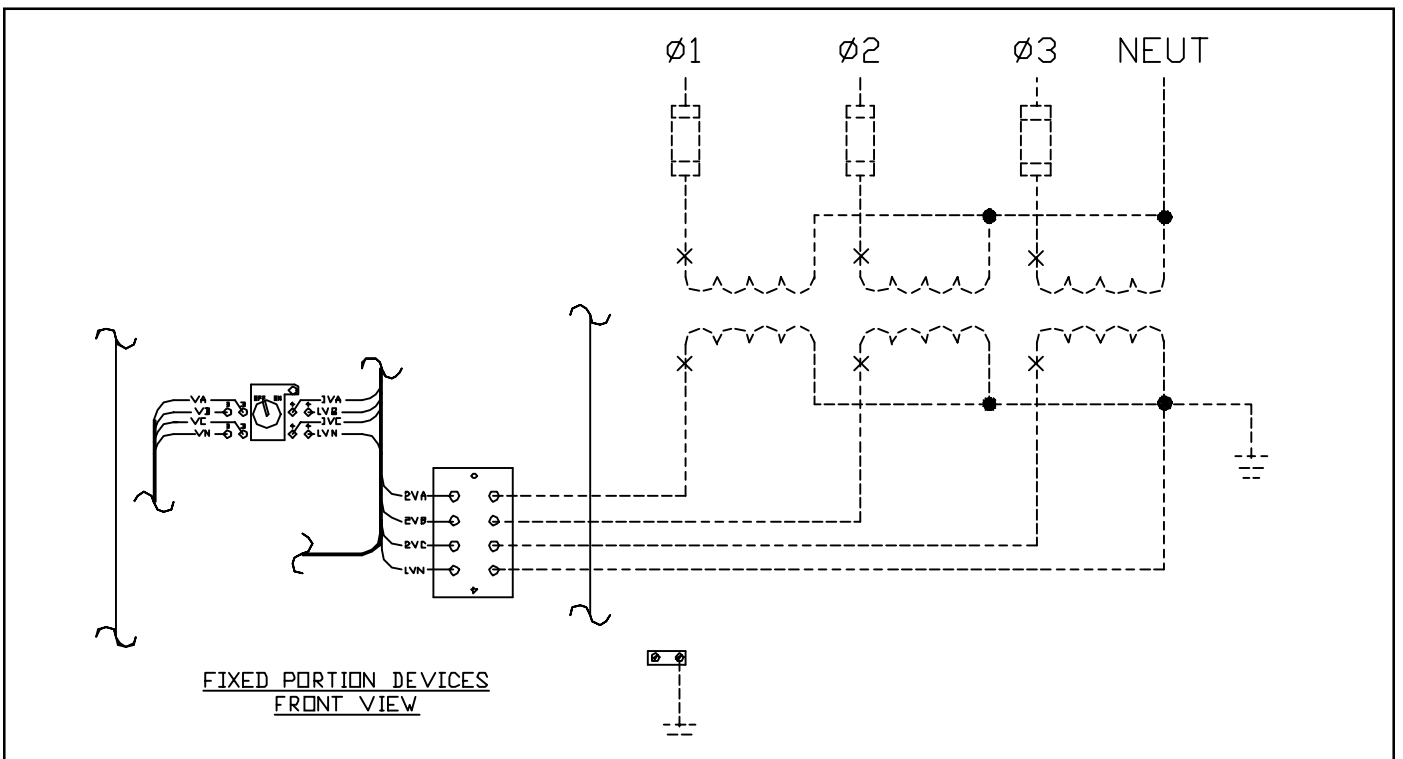 Ø1 Ø2 Ø3 NEUT
VA 1VA
VB 1VB
VC 1VC
VN 1VN
2VA
2VB
2VC
1VN
FIXED PORTION DEVICES
FRONT VIEW